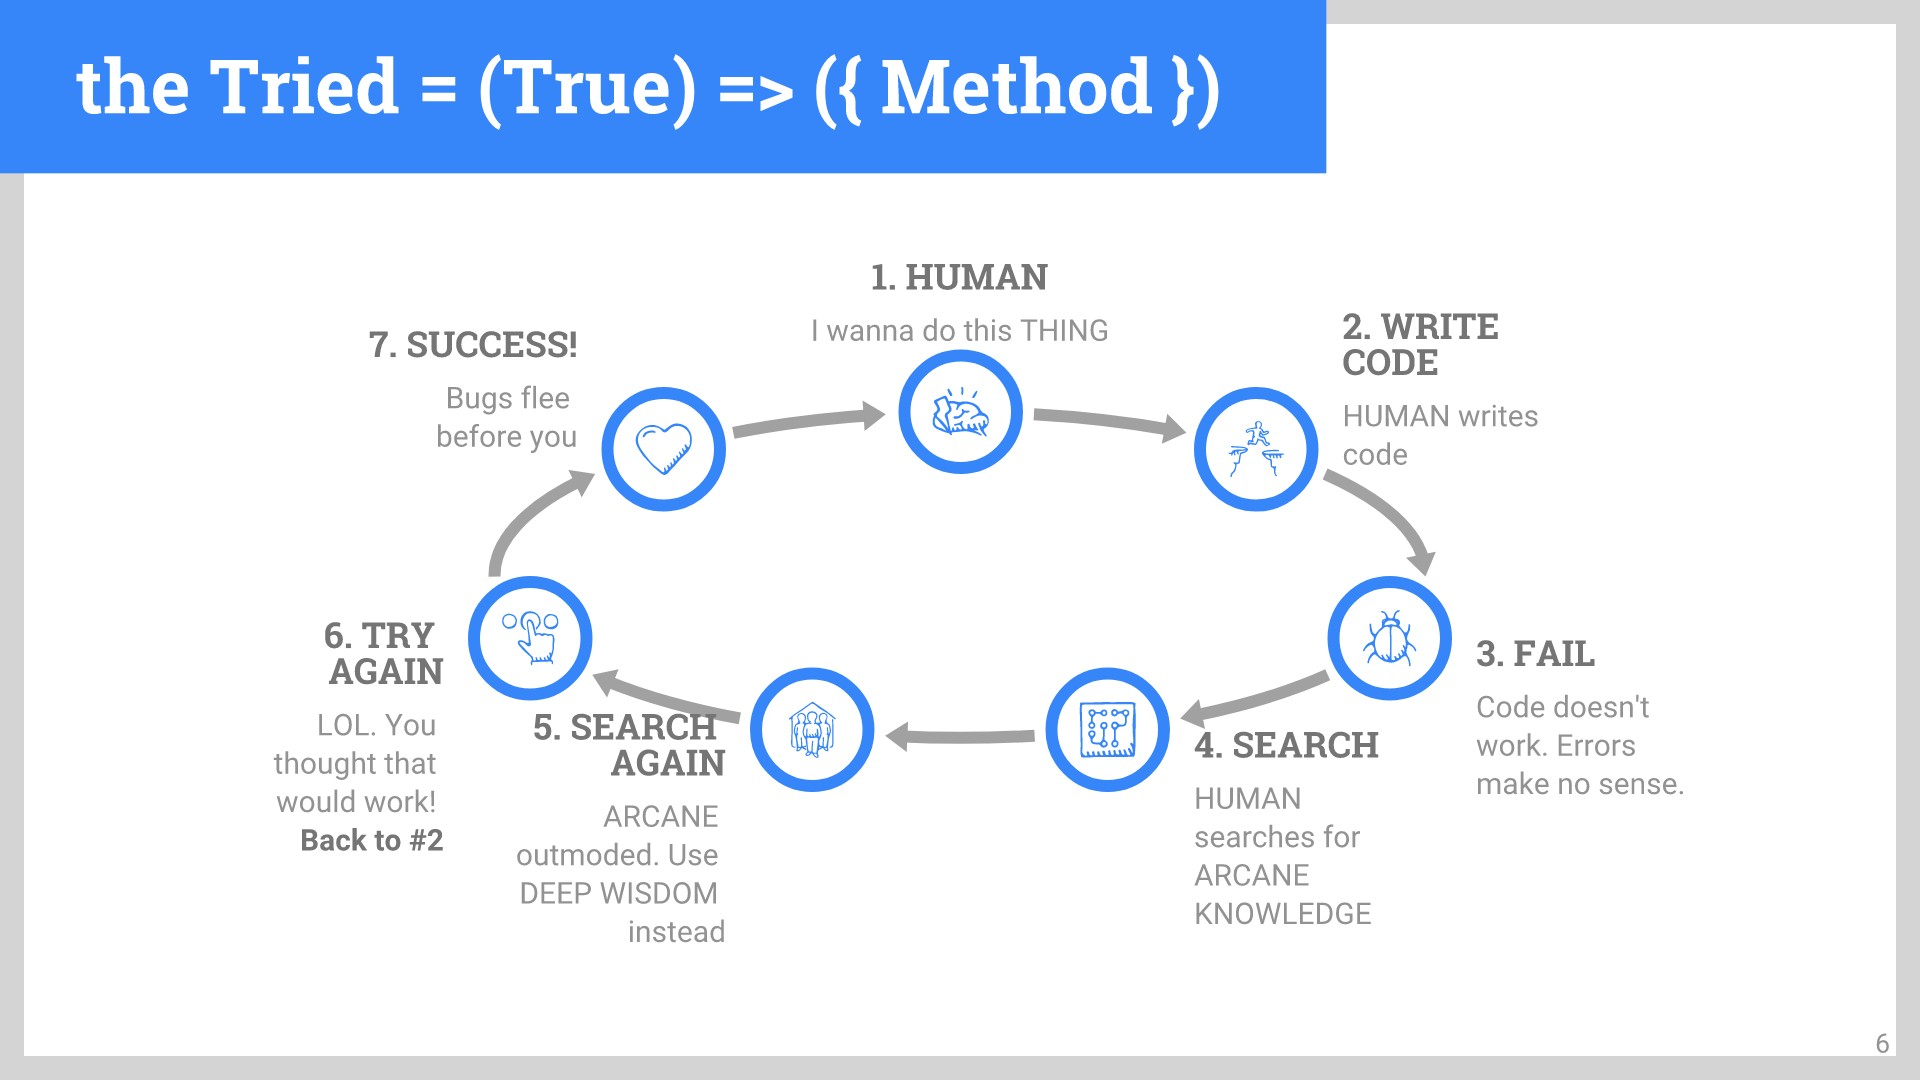 the Tried = (True) => ({ Method })
1. HUMAN
I wanna do this THING
2. WRITE
CODE
HUMAN writes
code
3. FAIL
Code doesn't
work. Errors
make no sense.
4. SEARCH
HUMAN
searches for
ARCANE
KNOWLEDGE
5. SEARCH
AGAIN
ARCANE
outmoded. Use
DEEP WISDOM
instead
6. TRY
AGAIN
LOL. You
thought that
would work!
Back to #2
7. SUCCESS!
Bugs flee
before you
6